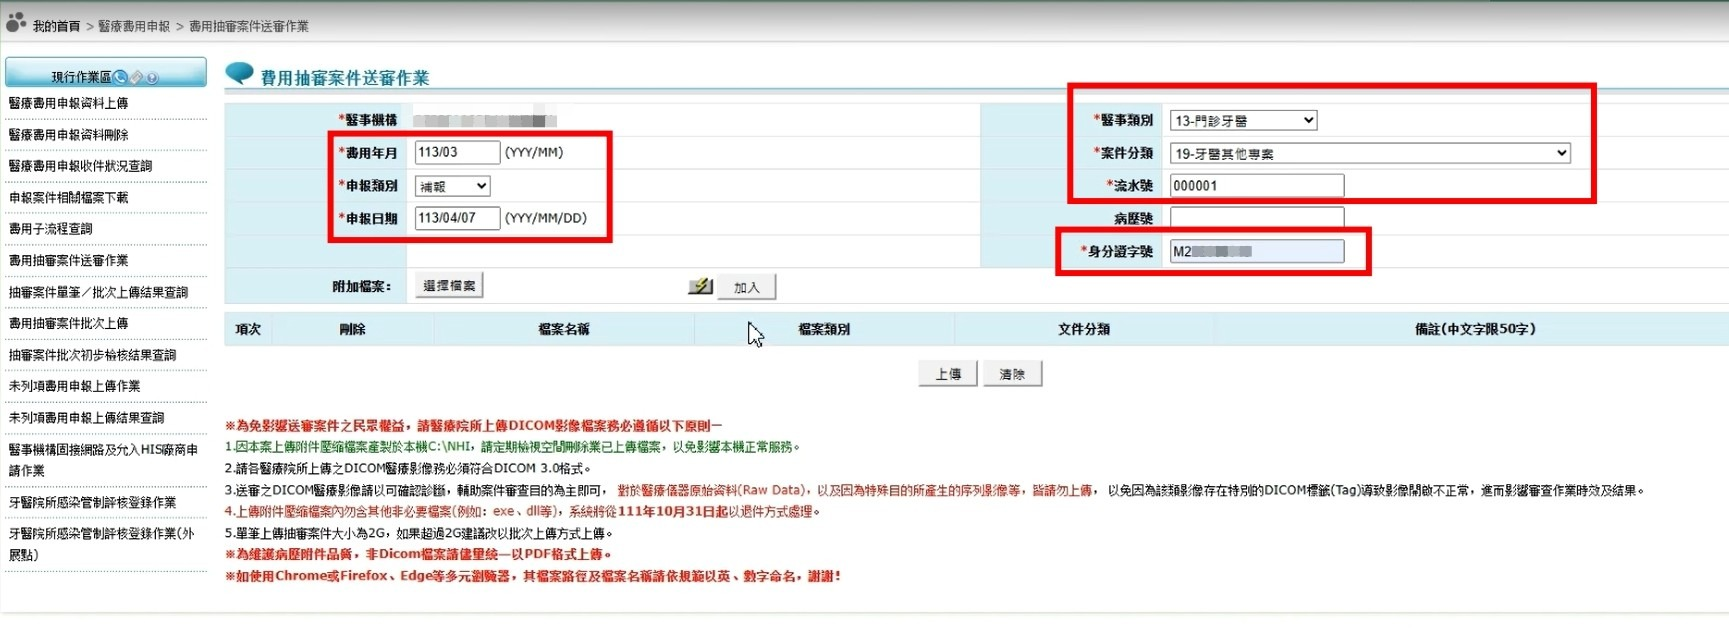 我的首頁 > 醫療費用申報 > 費用抽審案件送審作業
現行作業區
醫療費用申報資料上傳
醫療費用申報資料刪除
醫療費用申報收件狀況查詢
申報案件相關檔案下載
費用子流程查詢
費用抽審案件送審作業
抽審案件單筆／批次上傳結果查詢
費用抽審案件批次上傳
抽審案件批次初步檢核結果查詢
未列項費用申報上傳作業
未列項費用申報上傳結果查詢
醫事機構固接網路及允入HIS廠商申
請作業
牙醫院所感染管制評核登錄作業
牙醫院所感染管制評核登錄作業(外
展點)
費用抽審案件送審作業
*醫事機構
*醫事類別 13-門診牙醫
*費用年月 113/03 (YYY/MM)
*案件分類 19-牙醫其他專案
*申報類別 補報
*流水號 000001
*申報日期 113/04/07 (YYY/MM/DD)
病歷號
*身分證字號 M2
附加檔案： 選擇檔案 加入
項次 刪除 檔案名稱 檔案類別 文件分類 備註(中文字限50字)
上傳 清除
※為免影響送審案件之民眾權益，請醫療院所上傳DICOM影像檔案務必遵循以下原則—
1.因本案上傳附件壓縮檔案產製於本機C:\NHI，請定期檢視空間刪除業已上傳檔案，以免影響本機正常服務。
2.請各醫療院所上傳之DICOM醫療影像務必須符合DICOM 3.0格式。
3.送審之DICOM醫療影像請以可確認診斷，輔助案件審查目的為主即可， 對於醫療儀器原始資料(Raw Data)，以及因為特殊目的所產生的序列影像等，皆請勿上傳， 以免因為該類影像存在特別的DICOM標籤(Tag)導致影像開啟不正常，進而影響審查作業時效及結果。
4.上傳附件壓縮檔案內勿含其他非必要檔案(例如：exe、dll等)，系統將從111年10月31日起以退件方式處理。
5.單筆上傳抽審案件大小為2G，如果超過2G建議改以批次上傳方式上傳。
※為維護病歷附件品質，非Dicom檔案請儘量統一以PDF格式上傳。
※如使用Chrome或Firefox、Edge等多元瀏覽器，其檔案路徑及檔案名稱請依規範以英、數字命名，謝謝!